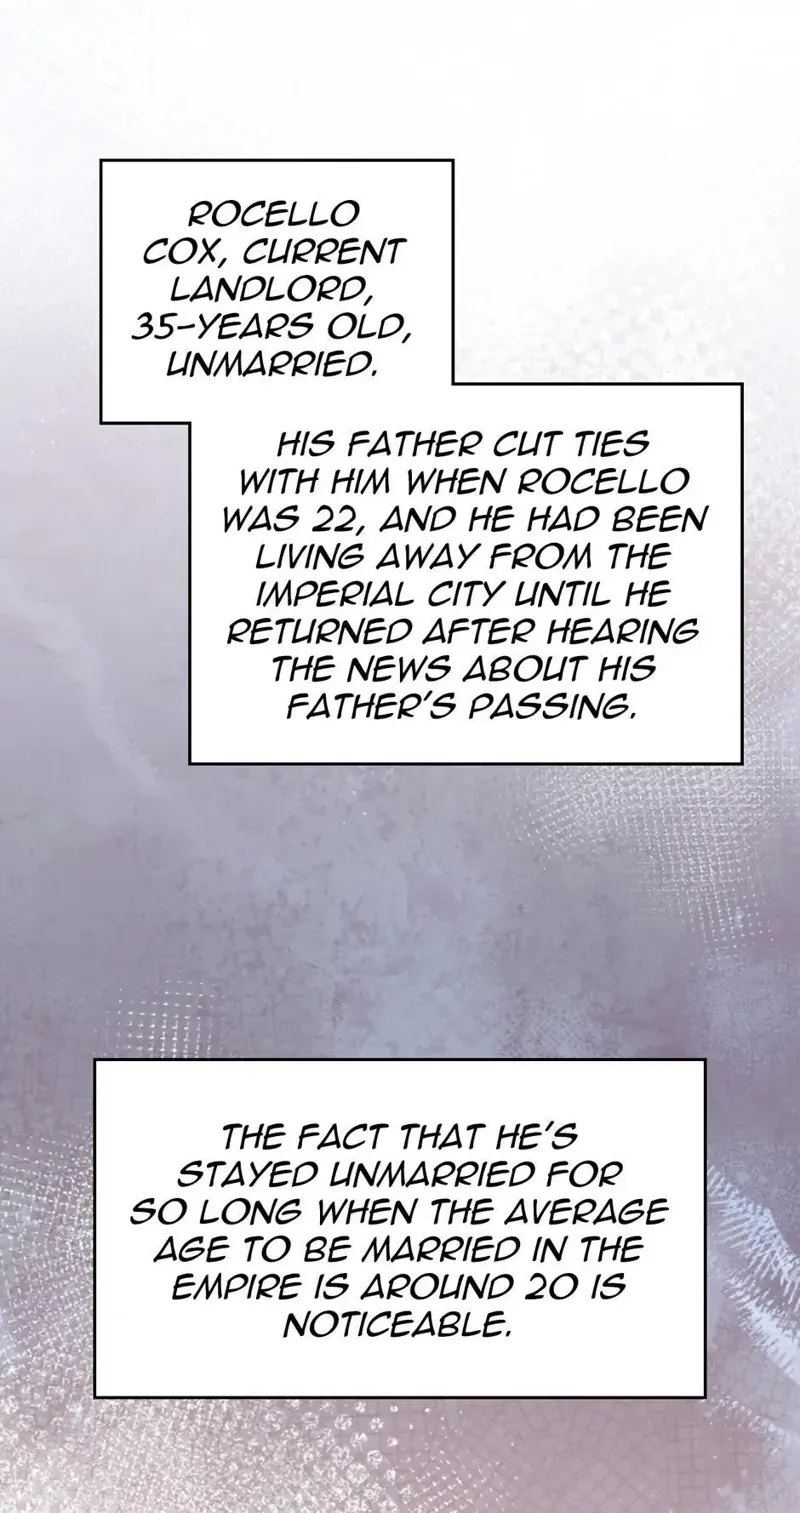 ROCELLO
COX, CURRENT
LANDLORD,
35-YEARS OLD,
UNMARRIED.
HIS FATHER CUT TIES
WITH HIM WHEN ROCELLO
WAS 22, AND HE HAD BEEN
LIVING AWAY FROM THE
IMPERIAL CITY UNTIL HE
RETURNED AFTER HEARING
THE NEWS ABOUT HIS
FATHER'S PASSING.
THE FACT THAT HE'S
STAYED UNMARRIED FOR
SO LONG WHEN THE AVERAGE
AGE TO BE MARRIED IN THE
EMPIRE IS AROUND 20 IS
NOTICEABLE.